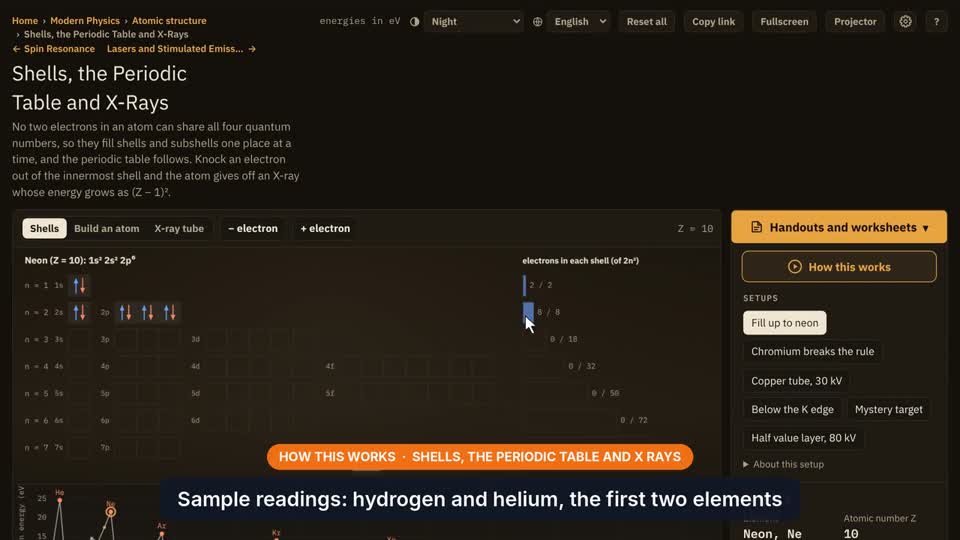 Home › Modern Physics › Atomic structure
› Shells, the Periodic Table and X-Rays
← Spin Resonance Lasers and Stimulated Emiss... →
energies in eV
Night
English
Reset all
Copy link
Fullscreen
Projector
?
Shells, the Periodic
Table and X-Rays
No two electrons in an atom can share all four quantum
numbers, so they fill shells and subshells one place at a
time, and the periodic table follows. Knock an electron
out of the innermost shell and the atom gives off an X-ray
whose energy grows as (Z − 1)².
Shells Build an atom X-ray tube − electron + electron Z = 10
Neon (Z = 10): 1s² 2s² 2p⁶
electrons in each shell (of 2n²)
n = 1 1s 2 / 2
n = 2 2s 2p 8 / 8
n = 3 3s 3p 3d 0 / 18
n = 4 4s 4p 4d 4f 0 / 32
n = 5 5s 5p 5d 5f 0 / 50
n = 6 6s 6p 6d 0 / 72
n = 7 7s 7p
Handouts and worksheets ▾
How this works
SETUPS
Fill up to neon
Chromium breaks the rule
Copper tube, 30 kV
Below the K edge Mystery target
Half value layer, 80 kV
▸ About this setup
HOW THIS WORKS · SHELLS, THE PERIODIC TABLE AND X RAYS
Sample readings: hydrogen and helium, the first two elements
25
20
15
He
Ne
Ar
Kr
Atomic number Z
Neon, Ne
10